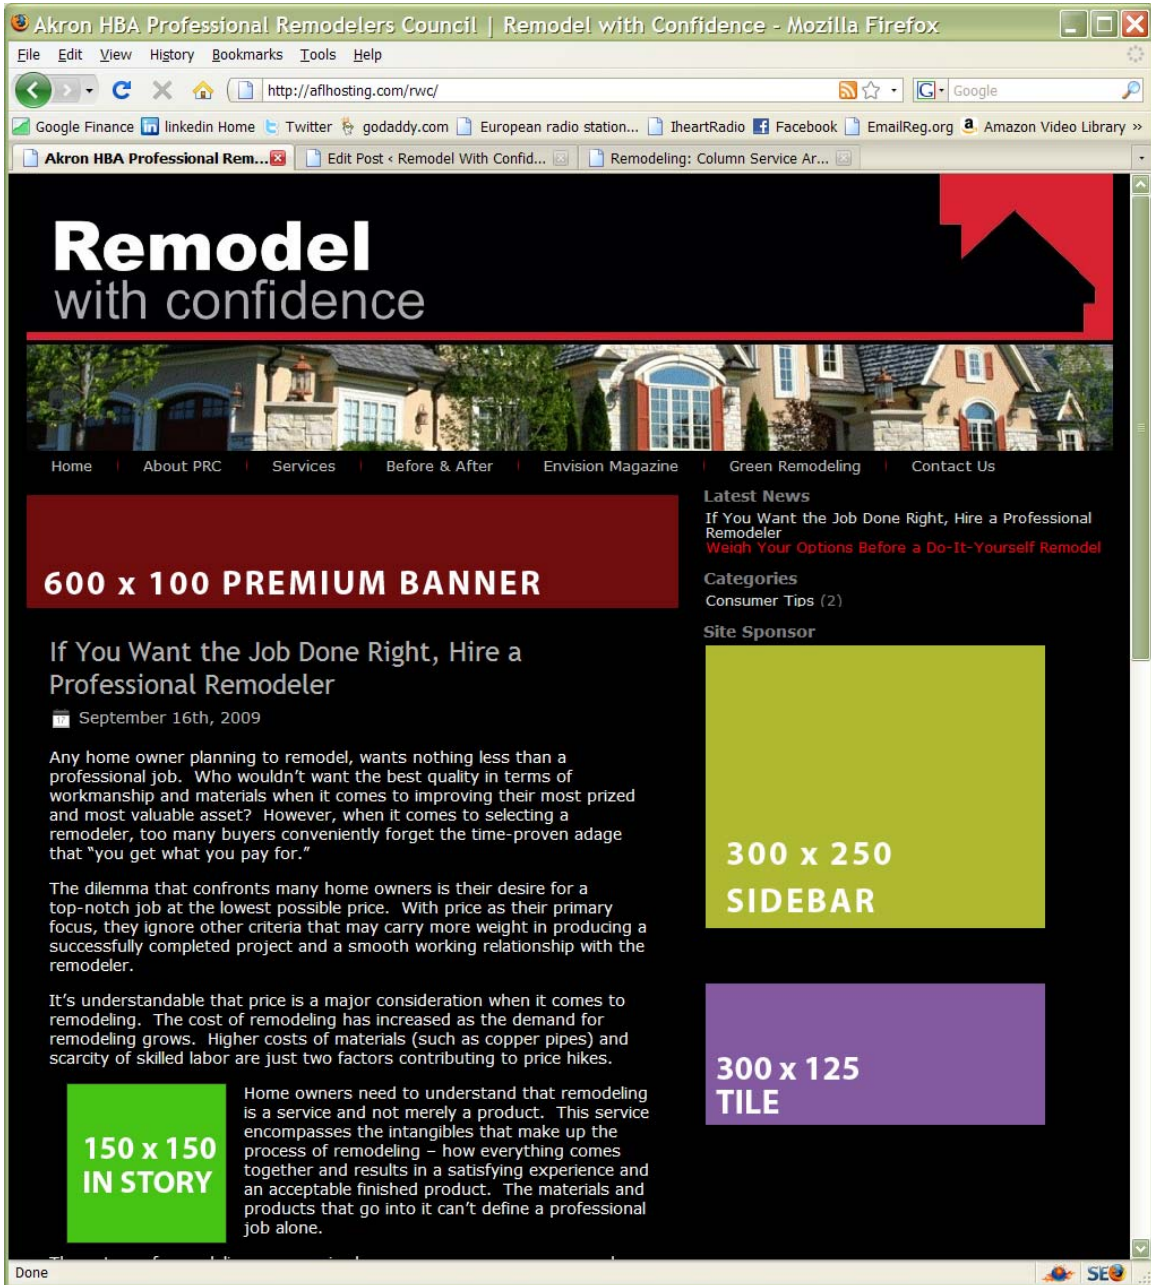 Akron HBA Professional Remodelers Council | Remodel with Confidence - Mozilla Firefox
File Edit View History Bookmarks Tools Help
http://aflhosting.com/rwc/
G Google
Google Finance in linkedin Home Twitter godaddy.com European radio station... IheartRadio Facebook EmailReg.org a Amazon Video Library »
Akron HBA Professional Rem... Edit Post ‹ Remodel With Confid... Remodeling: Column Service Ar...
Remodel
with confidence
Home | About PRC | Services | Before & After | Envision Magazine | Green Remodeling | Contact Us
600 x 100 PREMIUM BANNER
If You Want the Job Done Right, Hire a
Professional Remodeler
17 September 16th, 2009
Any home owner planning to remodel, wants nothing less than a
professional job. Who wouldn't want the best quality in terms of
workmanship and materials when it comes to improving their most prized
and most valuable asset? However, when it comes to selecting a
remodeler, too many buyers conveniently forget the time-proven adage
that “you get what you pay for.”
The dilemma that confronts many home owners is their desire for a
top-notch job at the lowest possible price. With price as their primary
focus, they ignore other criteria that may carry more weight in producing a
successfully completed project and a smooth working relationship with the
remodeler.
It’s understandable that price is a major consideration when it comes to
remodeling. The cost of remodeling has increased as the demand for
remodeling grows. Higher costs of materials (such as copper pipes) and
scarcity of skilled labor are just two factors contributing to price hikes.
150 x 150
IN STORY
Home owners need to understand that remodeling
is a service and not merely a product. This service
encompasses the intangibles that make up the
process of remodeling – how everything comes
together and results in a satisfying experience and
an acceptable finished product. The materials and
products that go into it can’t define a professional
job alone.
Latest News
If You Want the Job Done Right, Hire a Professional
Remodeler
Weigh Your Options Before a Do-It-Yourself Remodel
Categories
Consumer Tips (2)
Site Sponsor
300 x 250
SIDEBAR
300 x 125
TILE
Done
SEO